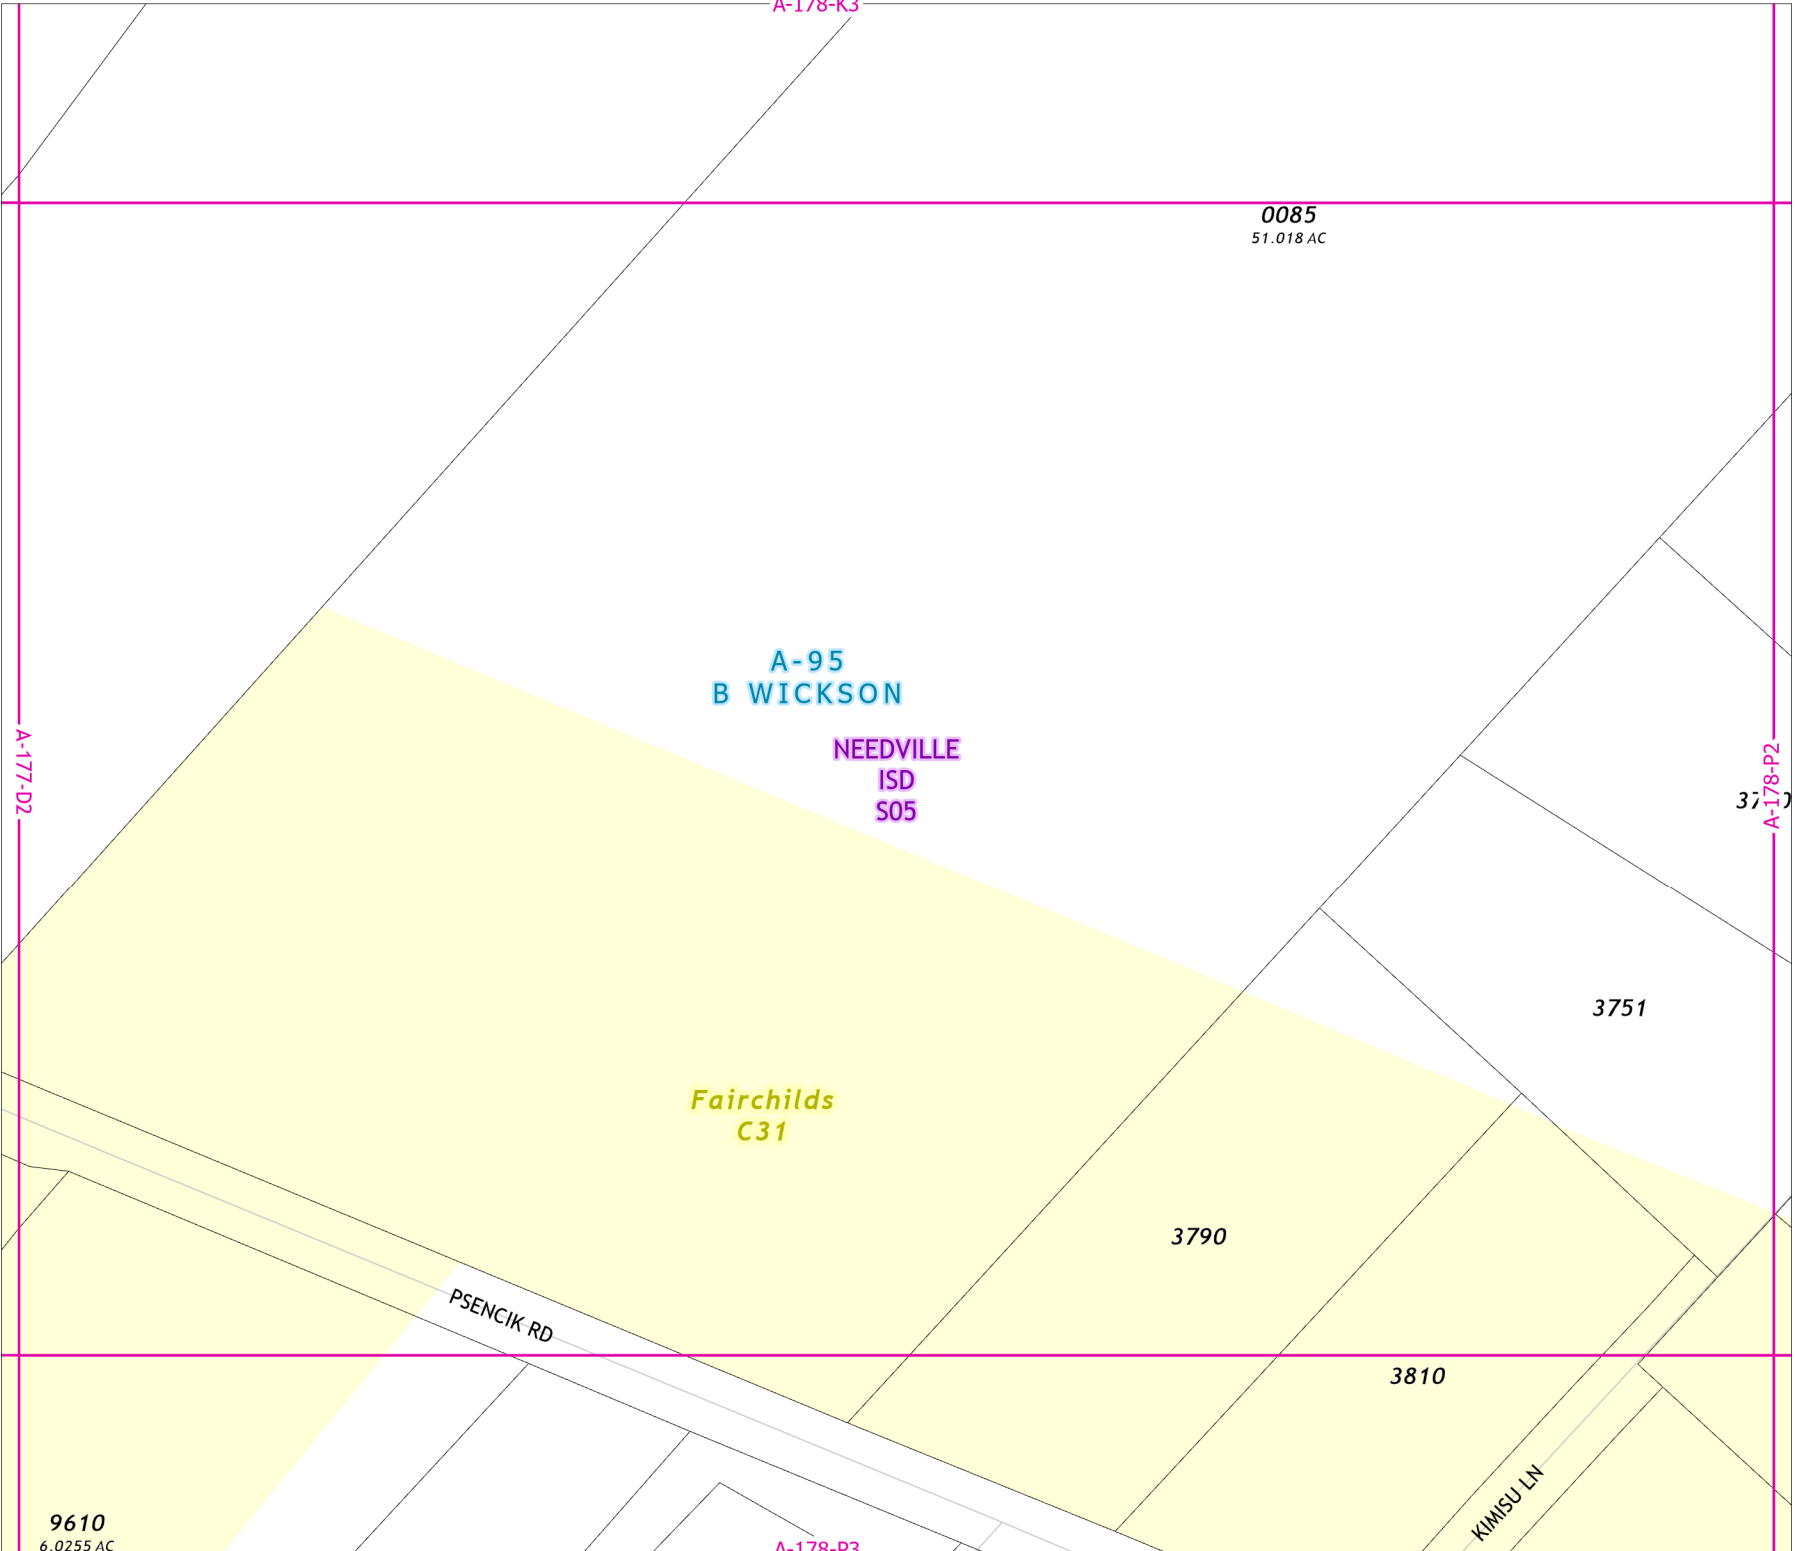 A-178-K3
0085
51.018 AC
A-95
B WICKSON
NEEDVILLE
ISD
S05
A-177-D2
A-178-P2
3751
Fairchilds
C31
3790
PSENCIK RD
3810
KIMISU LN
9610
6.0255 AC
A-178-P3